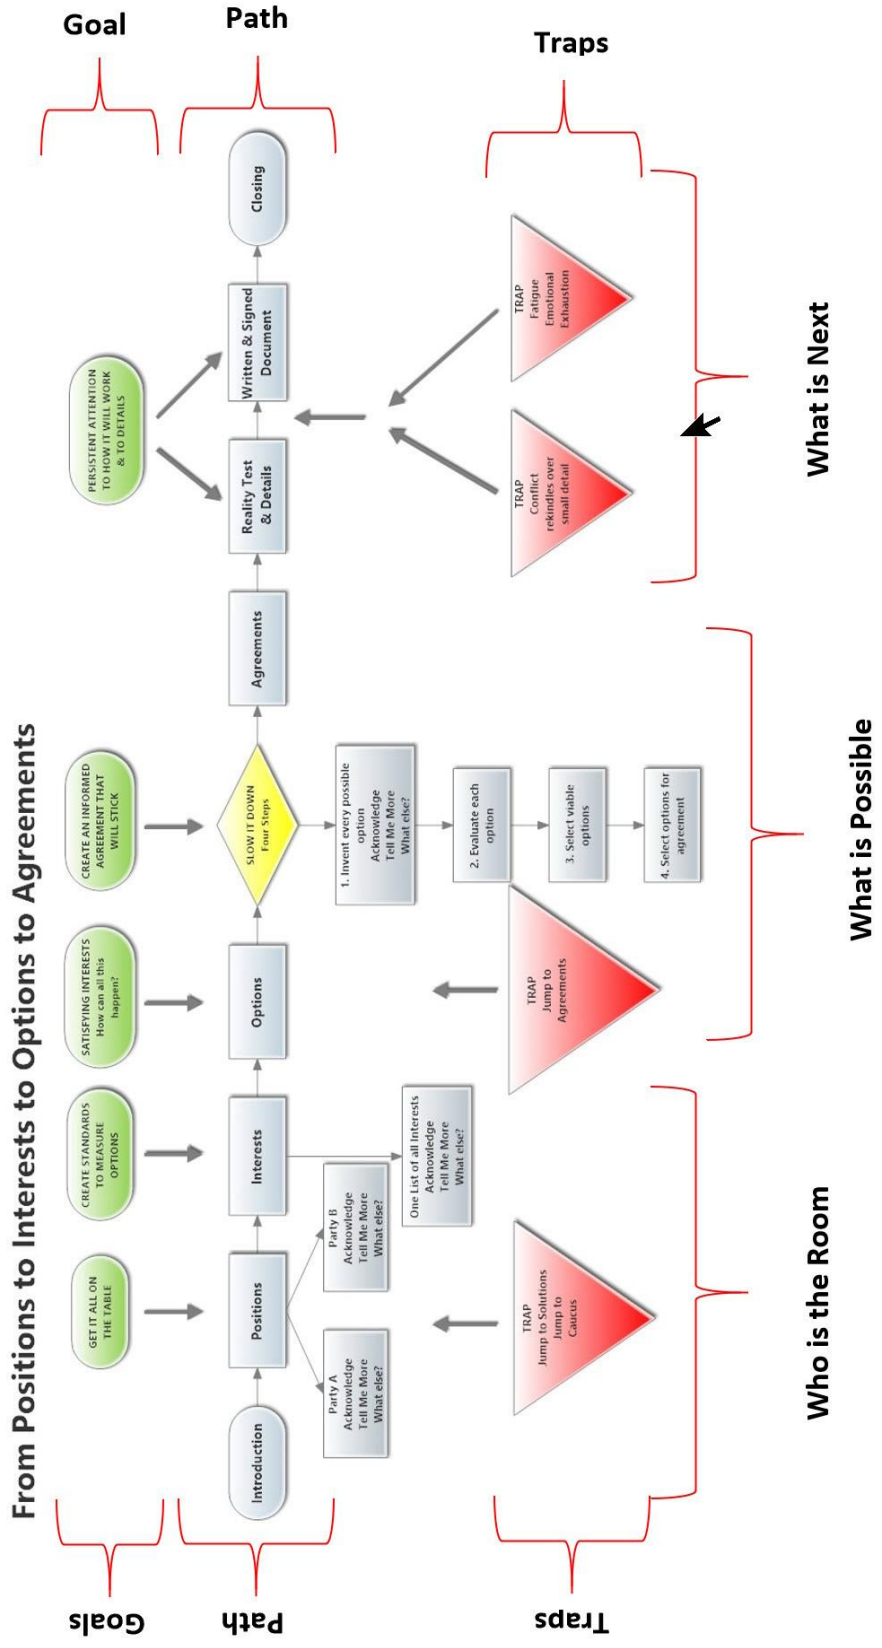 From Positions to Interests to Options to Agreements
Goal
Path
Traps
Goals
Path
Traps
GET IT ALL ON
THE TABLE
CREATE STANDARDS
TO MEASURE
OPTIONS
SATISFYING INTERESTS
How can all this
happen?
CREATE AN INFORMED
AGREEMENT THAT
WILL STICK
PERSISTENT ATTENTION
TO HOW IT WILL WORK
& TO DETAILS
Introduction
Positions
Interests
Options
SLOW IT DOWN
Four Steps
Agreements
Reality Test
& Details
Written & Signed
Document
Closing
Party A
Acknowledge
Tell Me More
What else?
Party B
Acknowledge
Tell Me More
What else?
One List of all Interests
Acknowledge
Tell Me More
What else?
1. Invent every possible
option
Acknowledge
Tell Me More
What else?
2. Evaluate each
option
3. Select viable
options
4. Select options for
agreement
TRAP
Jump to Solutions
Jump to
Caucus
TRAP
Jump to
Agreements
TRAP
Conflict
rekindles over
small detail
TRAP
Fatigue
Emotional
Exhaustion
Who is the Room
What is Possible
What is Next